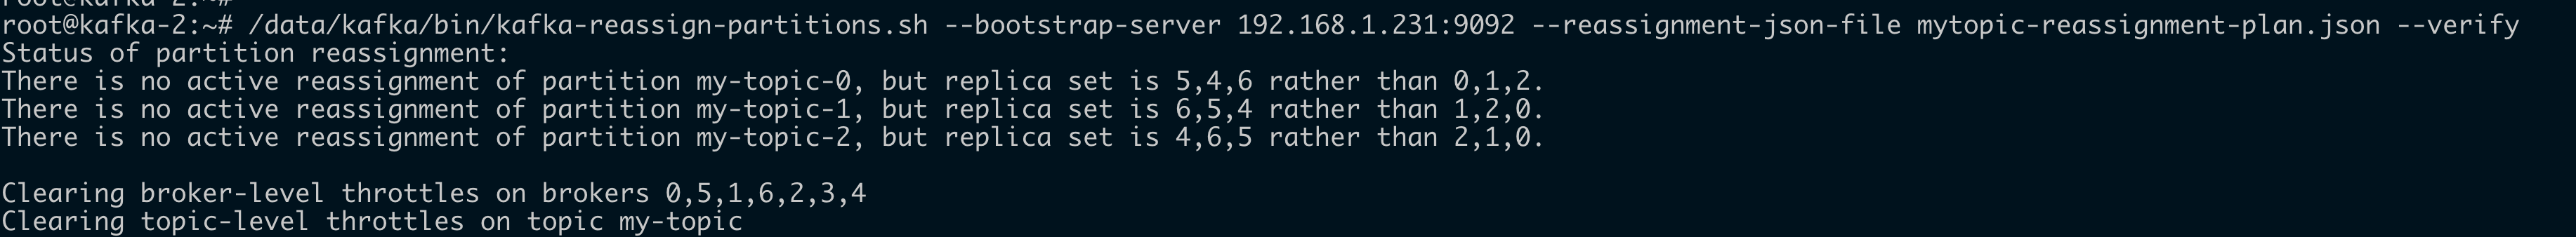 root@kafka-2:~#
root@kafka-2:~# /data/kafka/bin/kafka-reassign-partitions.sh --bootstrap-server 192.168.1.231:9092 --reassignment-json-file mytopic-reassignment-plan.json --verify
Status of partition reassignment:
There is no active reassignment of partition my-topic-0, but replica set is 5,4,6 rather than 0,1,2.
There is no active reassignment of partition my-topic-1, but replica set is 6,5,4 rather than 1,2,0.
There is no active reassignment of partition my-topic-2, but replica set is 4,6,5 rather than 2,1,0.
Clearing broker-level throttles on brokers 0,5,1,6,2,3,4
Clearing topic-level throttles on topic my-topic